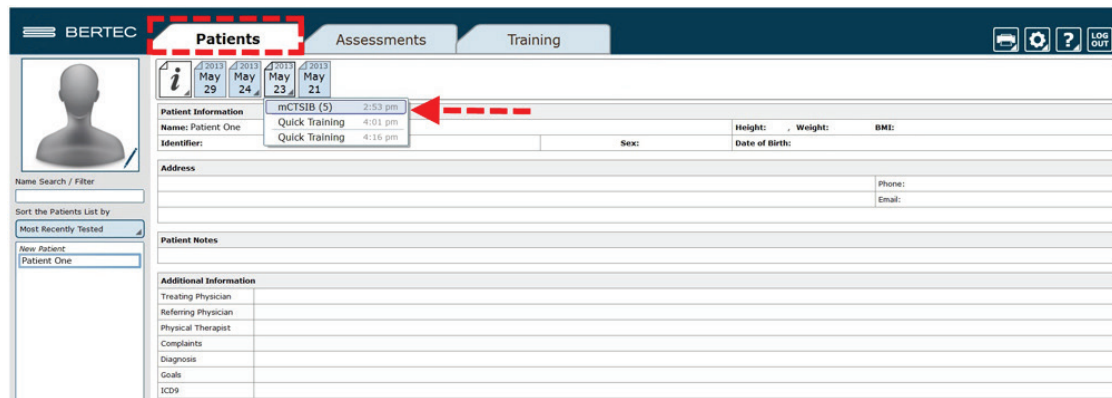 BERTEC
Patients Assessments Training
LOG OUT
i
2013 May 29
2013 May 24
2013 May 23
2013 May 21
mCTSIB (5) 2:53 pm
Quick Training 4:01 pm
Quick Training 4:16 pm
Patient Information
Name: Patient One Height: , Weight: BMI:
Identifier: Sex: Date of Birth:
Address
Phone:
Email:
Patient Notes
Additional Information
Treating Physician
Referring Physician
Physical Therapist
Complaints
Diagnosis
Goals
ICD9
Name Search / Filter
Sort the Patients List by
Most Recently Tested
New Patient
Patient One